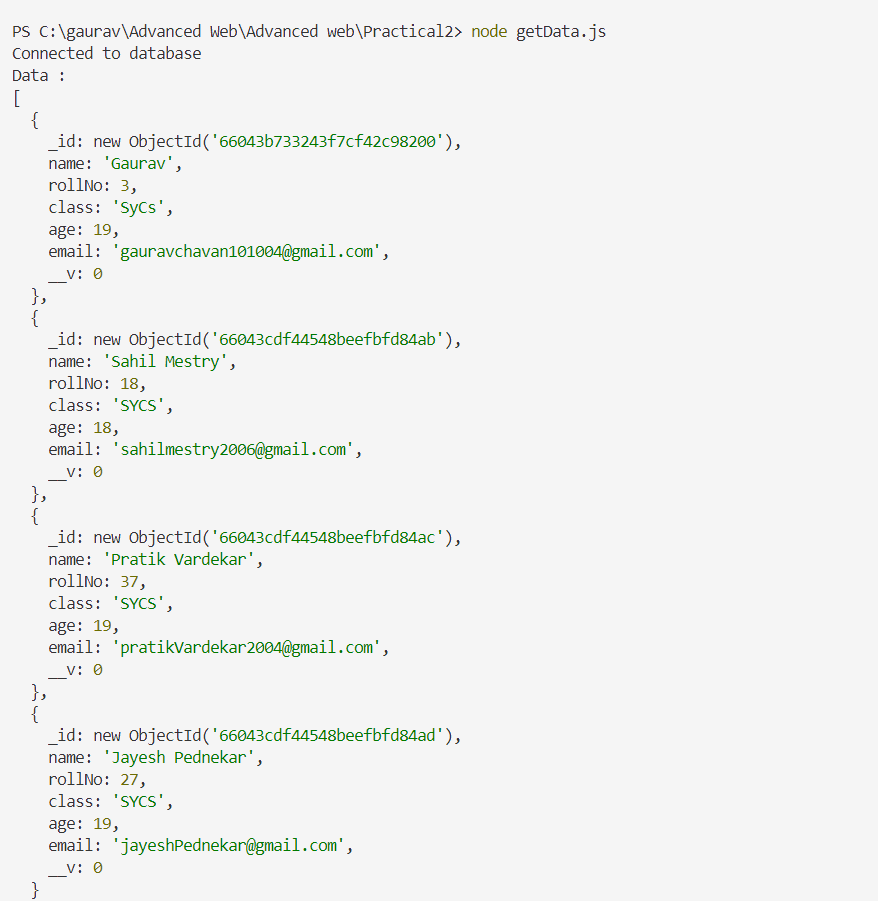 PS C:\gaurav\Advanced Web\Advanced web\Practical2> node getData.js
Connected to database
Data :
[
  {
    _id: new ObjectId('66043b733243f7cf42c98200'),
    name: 'Gaurav',
    rollNo: 3,
    class: 'SyCs',
    age: 19,
    email: 'gauravchavan101004@gmail.com',
    __v: 0
  },
  {
    _id: new ObjectId('66043cdf44548beefbfd84ab'),
    name: 'Sahil Mestry',
    rollNo: 18,
    class: 'SYCS',
    age: 18,
    email: 'sahilmestry2006@gmail.com',
    __v: 0
  },
  {
    _id: new ObjectId('66043cdf44548beefbfd84ac'),
    name: 'Pratik Vardekar',
    rollNo: 37,
    class: 'SYCS',
    age: 19,
    email: 'pratikVardekar2004@gmail.com',
    __v: 0
  },
  {
    _id: new ObjectId('66043cdf44548beefbfd84ad'),
    name: 'Jayesh Pednekar',
    rollNo: 27,
    class: 'SYCS',
    age: 19,
    email: 'jayeshPednekar@gmail.com',
    __v: 0
  }